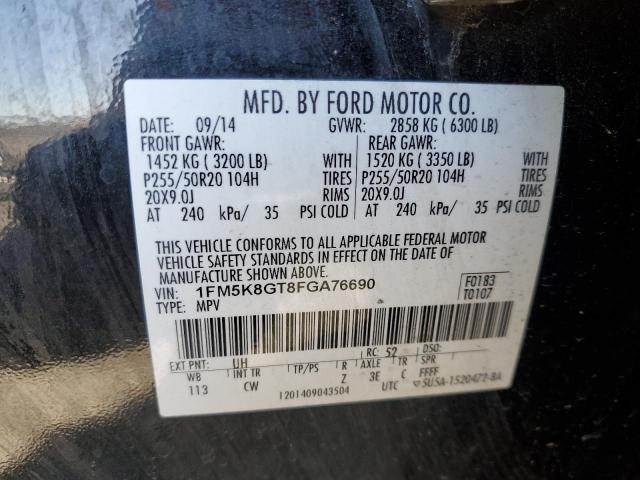 MFD. BY FORD MOTOR CO.
DATE: 09/14 GVWR: 2858 KG ( 6300 LB)
FRONT GAWR: REAR GAWR:
1452 KG ( 3200 LB) WITH 1520 KG ( 3350 LB) WITH
P255/50R20 104H TIRES P255/50R20 104H TIRES
20X9.0J RIMS 20X9.0J RIMS
AT 240 kPa/ 35 PSI COLD AT 240 kPa/ 35 PSI COLD
THIS VEHICLE CONFORMS TO ALL APPLICABLE FEDERAL MOTOR
VEHICLE SAFETY STANDARDS IN EFFECT ON THE DATE OF
MANUFACTURE SHOWN ABOVE.
VIN: 1FM5K8GT8FGA76690 F0183
TYPE: MPV T0107
EXT PNT: UH RC: 52 DSO:
WB INT TR TP/PS R AXLE TR SPR
113 CW Z 3E C FFFF
1201409043504 UTC 5U5A-1520472-BA